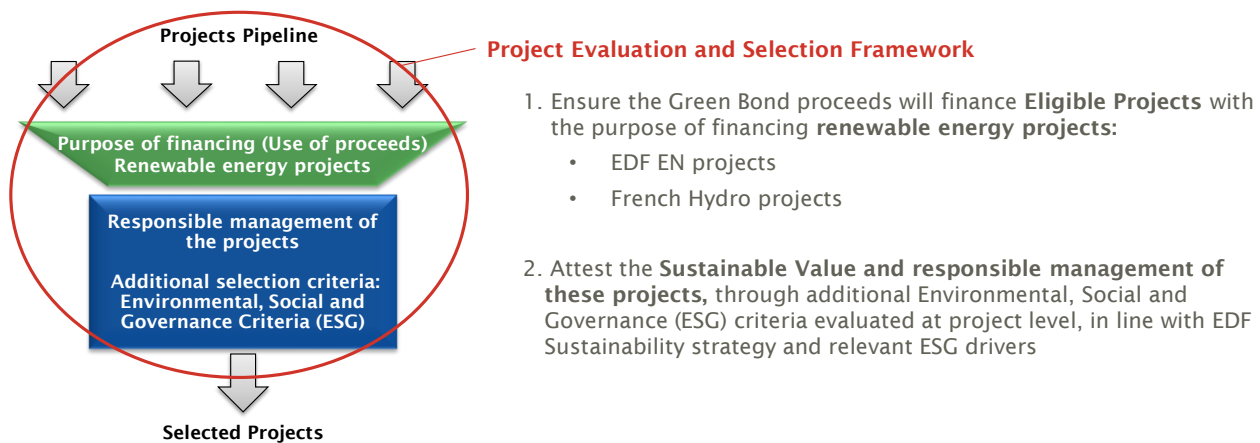 Projects Pipeline
Purpose of financing (Use of proceeds)
Renewable energy projects
Responsible management of
the projects
Additional selection criteria:
Environmental, Social and
Governance Criteria (ESG)
Selected Projects
Project Evaluation and Selection Framework
1. Ensure the Green Bond proceeds will finance Eligible Projects with
the purpose of financing renewable energy projects:
• EDF EN projects
• French Hydro projects
2. Attest the Sustainable Value and responsible management of
these projects, through additional Environmental, Social and
Governance (ESG) criteria evaluated at project level, in line with EDF
Sustainability strategy and relevant ESG drivers